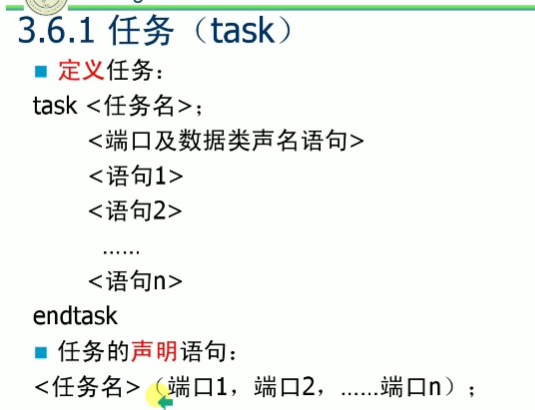 3.6.1 任务（task）
■ 定义任务：
task <任务名>；
<端口及数据类声名语句>
<语句1>
<语句2>
……
<语句n>
endtask
■ 任务的声明语句：
<任务名>（端口1，端口2，……端口n）；